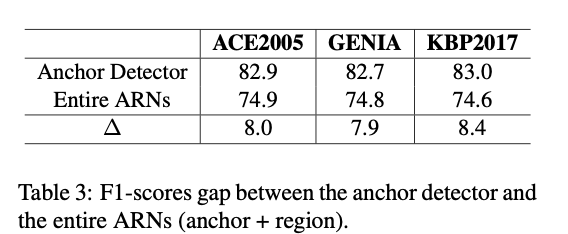 ACE2005 GENIA KBP2017
Anchor Detector 82.9 82.7 83.0
Entire ARNs 74.9 74.8 74.6
Δ 8.0 7.9 8.4
Table 3: F1-scores gap between the anchor detector and
the entire ARNs (anchor + region).